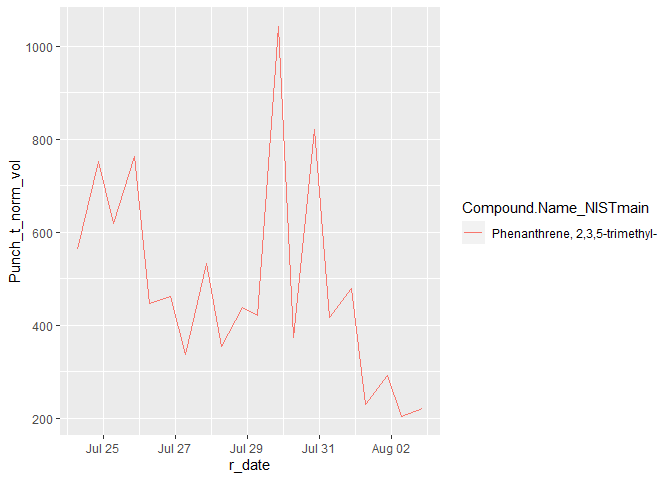 1000
800
600
400
200
Punch_t_norm_vol
Jul 25 Jul 27 Jul 29 Jul 31 Aug 02
r_date
Compound.Name_NISTmain
Phenanthrene, 2,3,5-trimethyl-